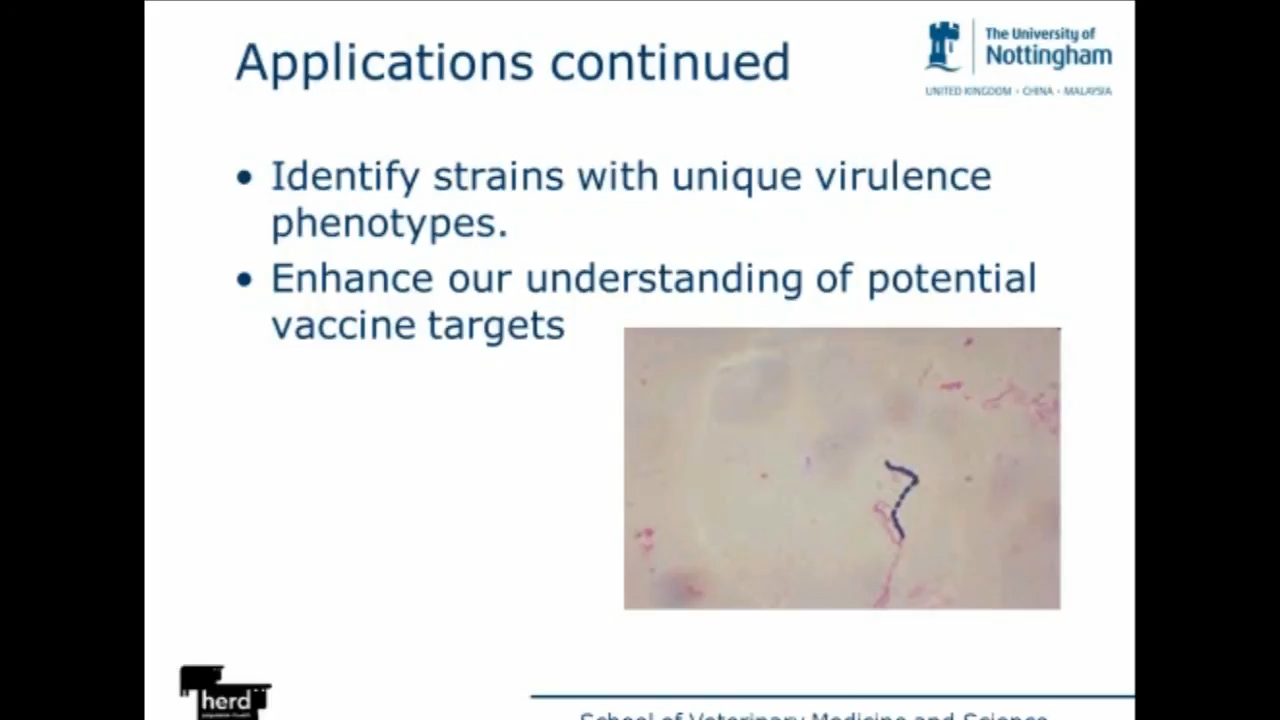 Applications continued
The University of
Nottingham
UNITED KINGDOM • CHINA • MALAYSIA
• Identify strains with unique virulence
phenotypes.
• Enhance our understanding of potential
vaccine targets
herd
School of Veterinary Medicine and Science